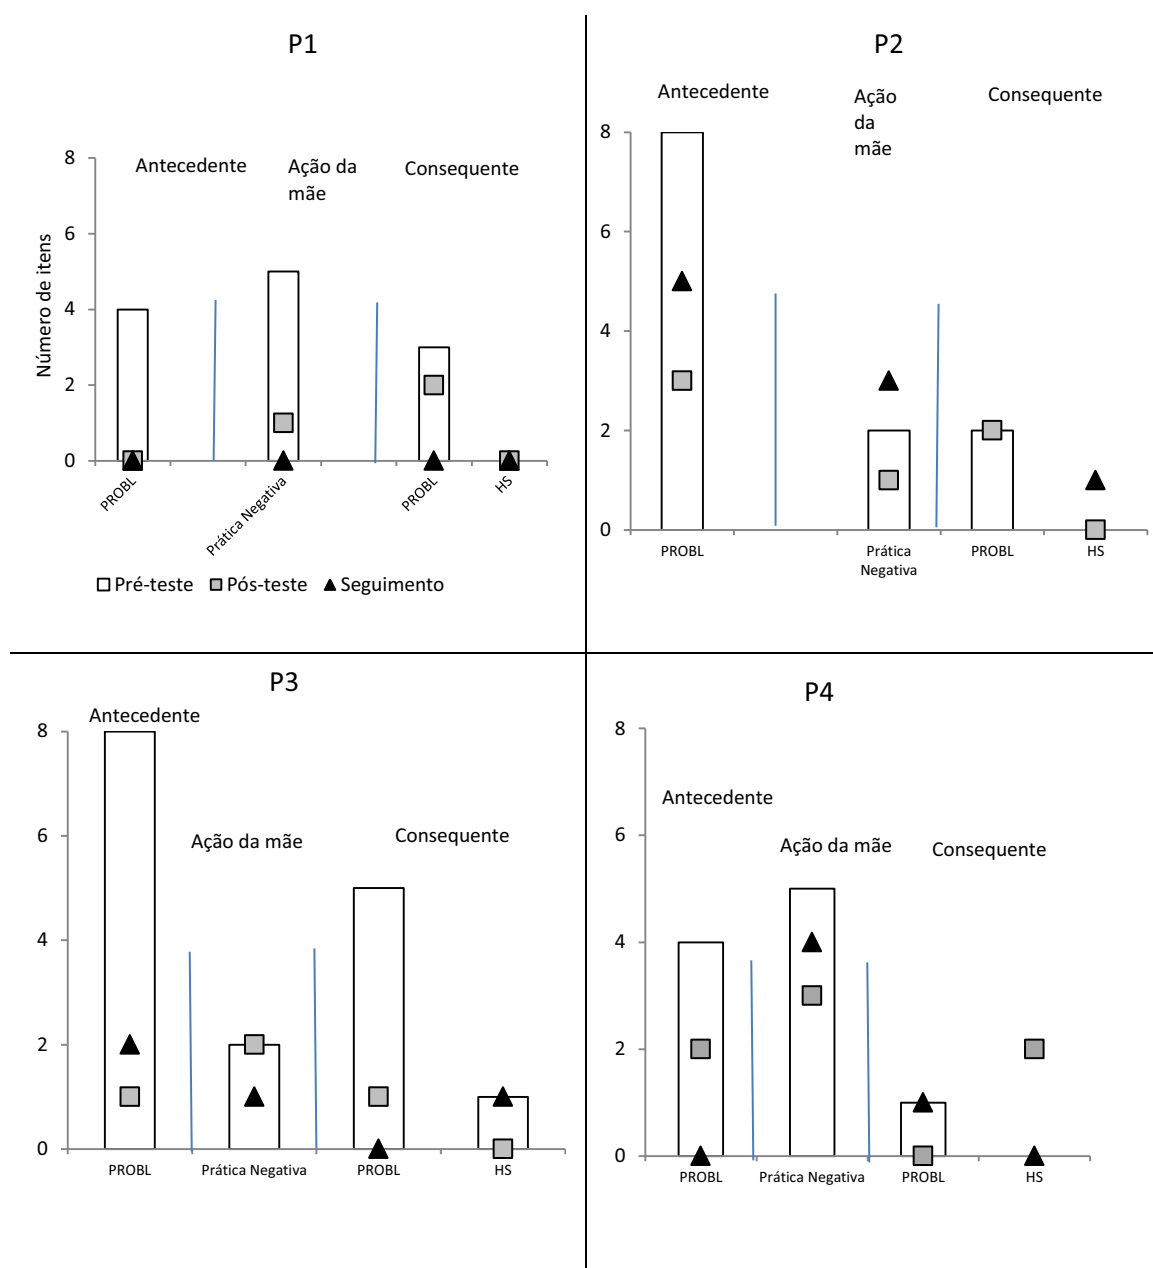 P1
Antecedente
Ação da
mãe
Consequente
Número de itens
8
6
4
2
0
PROBL
Prática Negativa
PROBL
HS
Pré-teste Pós-teste Seguimento
P2
Antecedente
Ação
da
mãe
Consequente
8
6
4
2
0
PROBL
Prática
Negativa
PROBL
HS
P3
Antecedente
Ação da mãe
Consequente
8
6
4
2
0
PROBL
Prática Negativa
PROBL
HS
P4
Antecedente
Ação da mãe
Consequente
8
6
4
2
0
PROBL
Prática Negativa
PROBL
HS